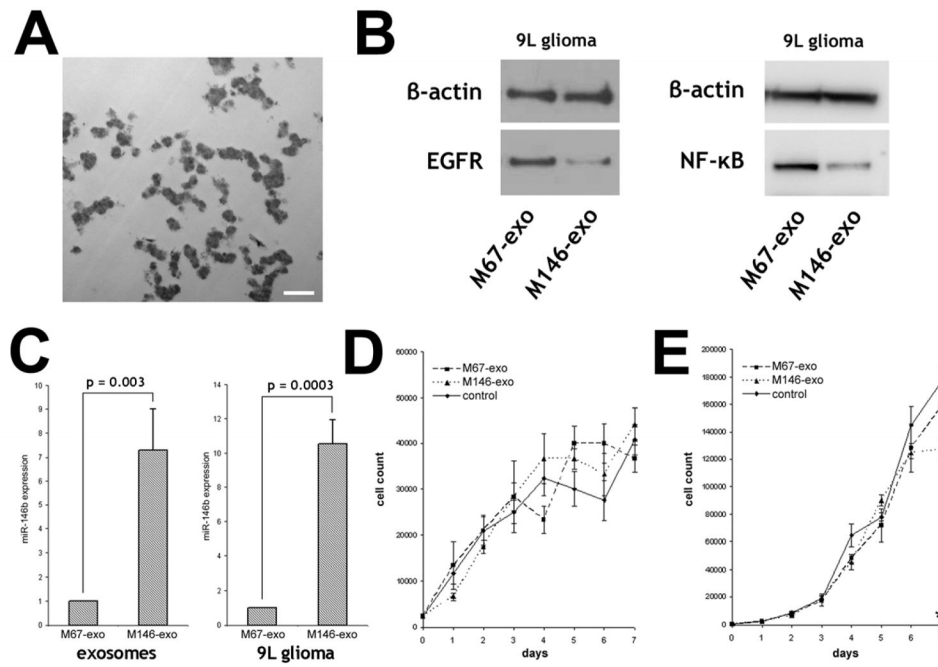 A
B
9L glioma
9L glioma
ß-actin
ß-actin
EGFR
NF-κB
M67-exo
M146-exo
M67-exo
M146-exo
C
p = 0.003
miR-146b expression
10
9
8
7
6
5
4
3
2
1
0
M67-exo M146-exo
exosomes
p = 0.0003
miR-146b expression
14
12
10
8
6
4
2
0
M67-exo M146-exo
9L glioma
D
M67-exo
M146-exo
control
cell count
60000
50000
40000
30000
20000
10000
0
0 1 2 3 4 5 6 7
days
E
M67-exo
M146-exo
control
cell count
200000
180000
160000
140000
120000
100000
80000
60000
40000
20000
0
0 1 2 3 4 5 6
days